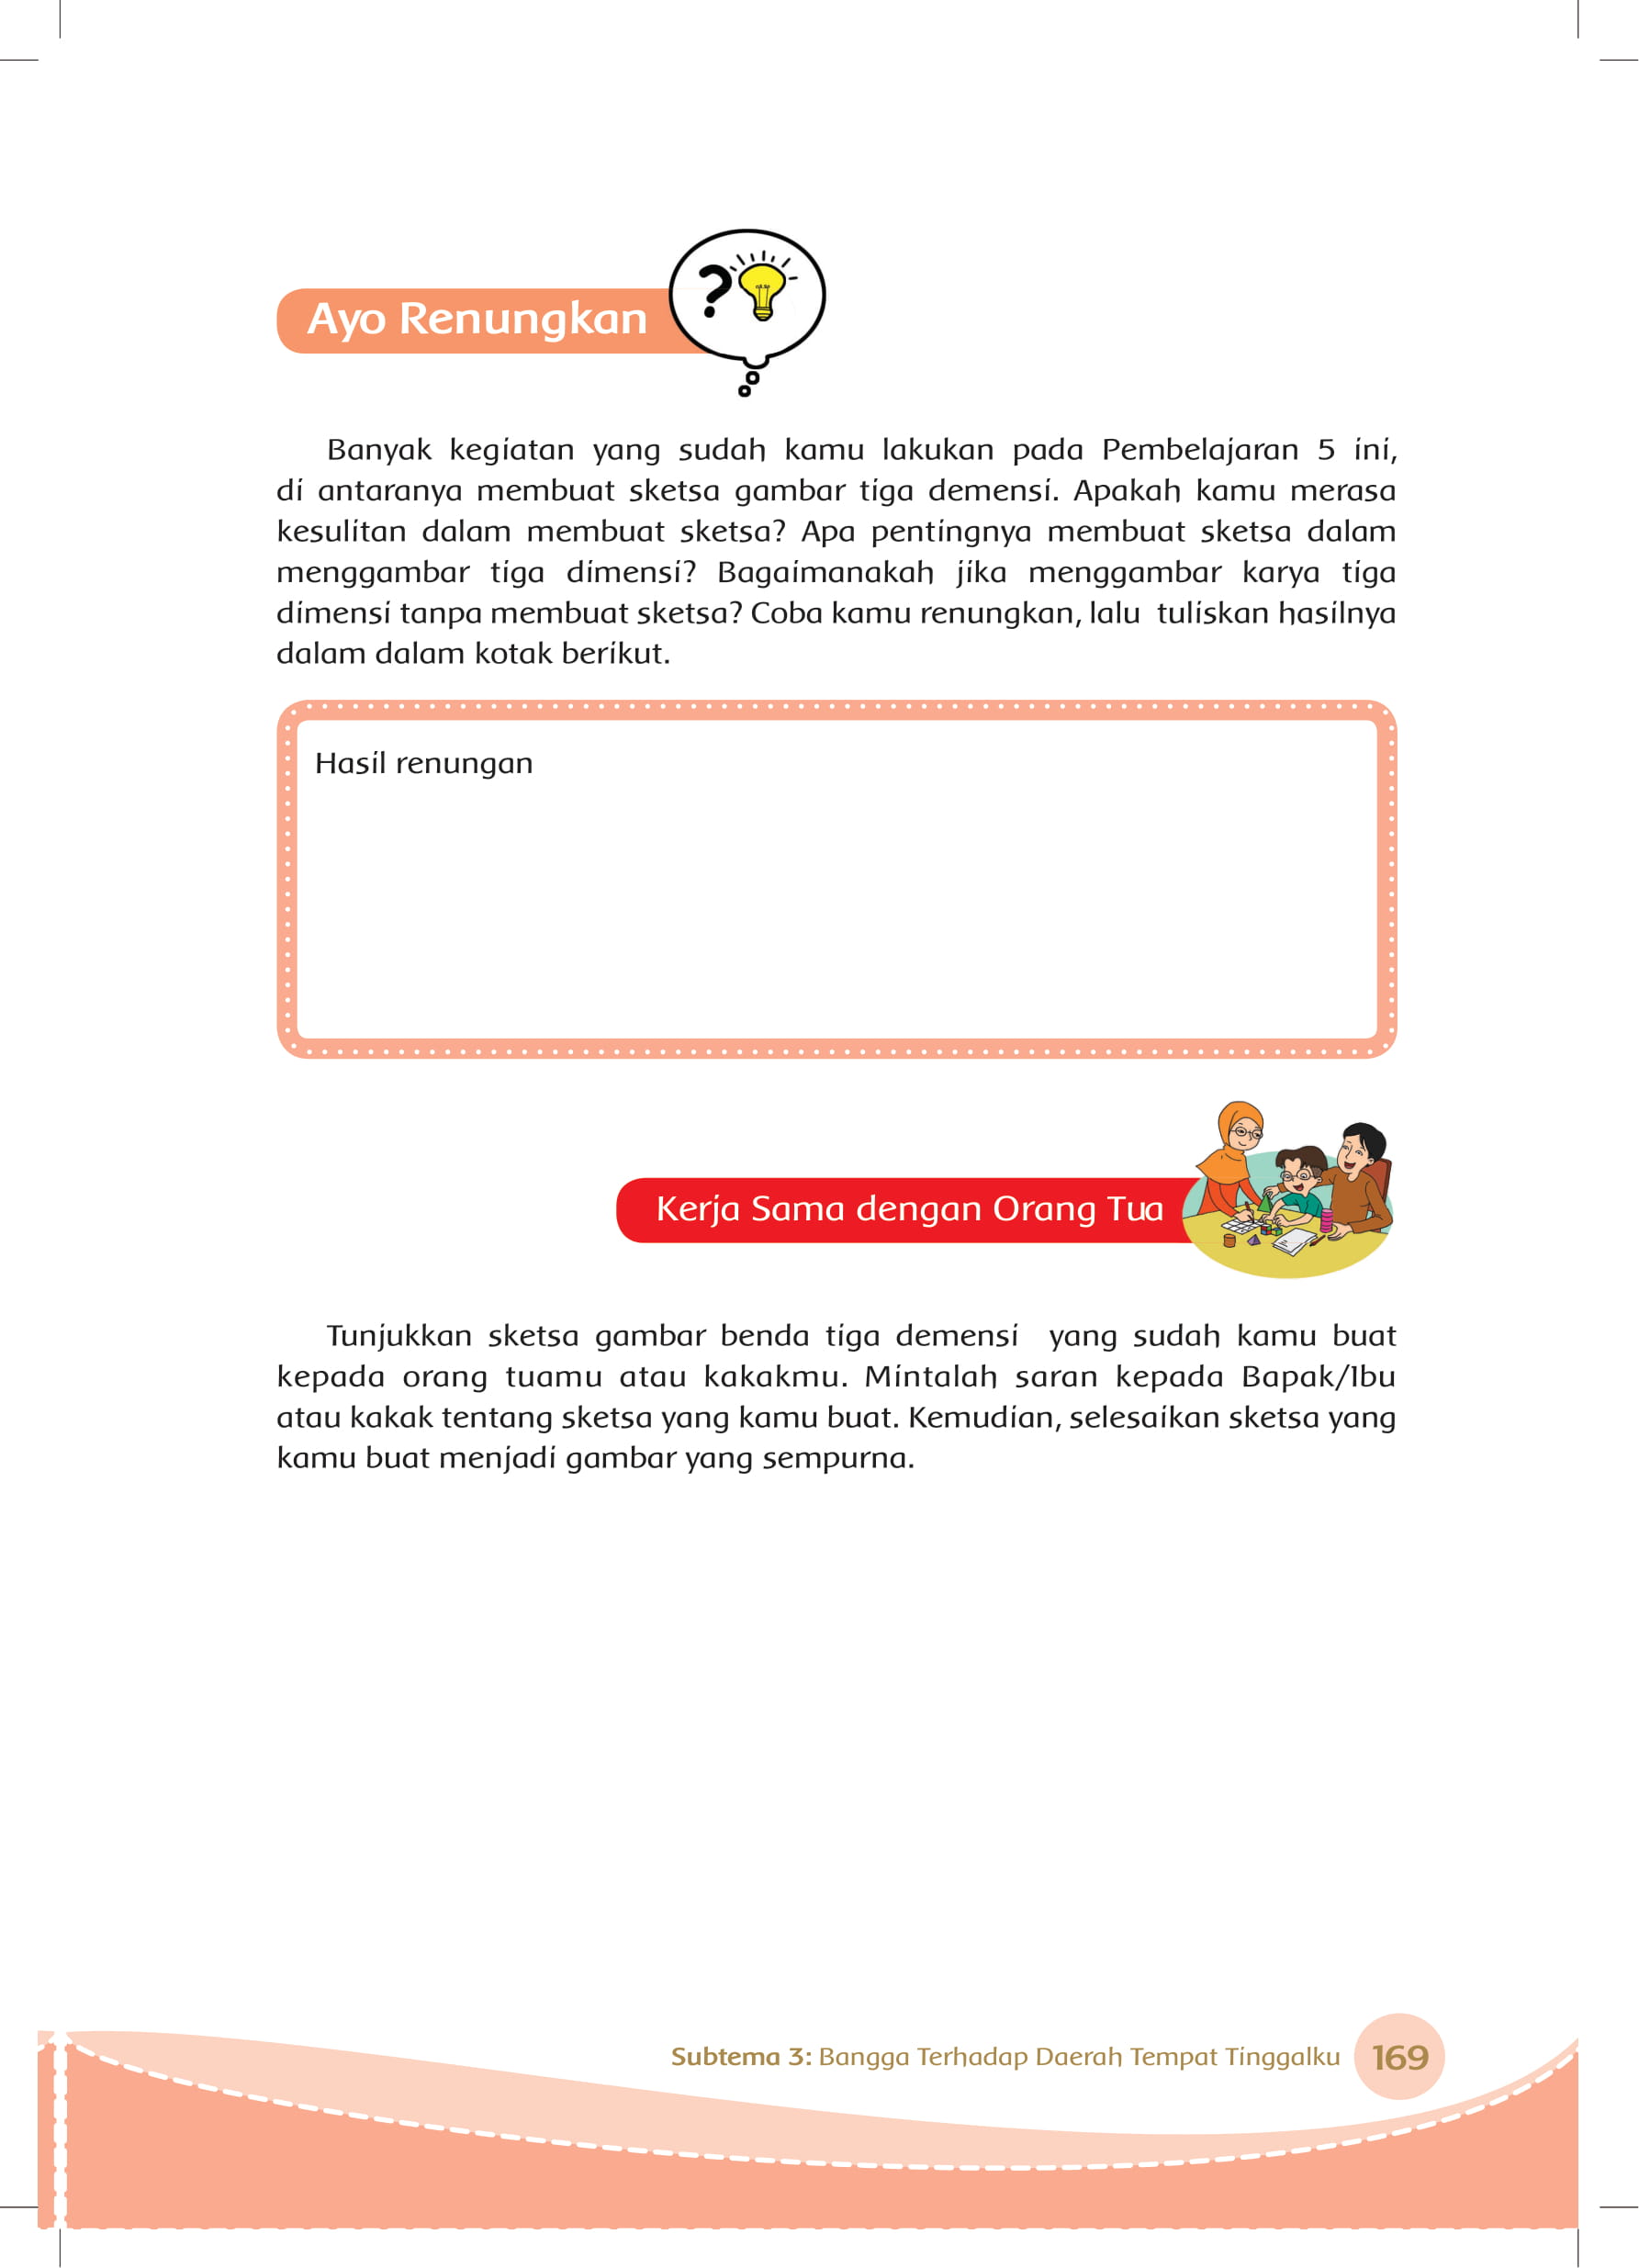 Ayo Renungkan
?
Banyak kegiatan yang sudah kamu lakukan pada Pembelajaran 5 ini,
di antaranya membuat sketsa gambar tiga demensi. Apakah kamu merasa
kesulitan dalam membuat sketsa? Apa pentingnya membuat sketsa dalam
menggambar tiga dimensi? Bagaimanakah jika menggambar karya tiga
dimensi tanpa membuat sketsa? Coba kamu renungkan, lalu tuliskan hasilnya
dalam dalam kotak berikut.
Hasil renungan
Kerja Sama dengan Orang Tua
Tunjukkan sketsa gambar benda tiga demensi yang sudah kamu buat
kepada orang tuamu atau kakakmu. Mintalah saran kepada Bapak/Ibu
atau kakak tentang sketsa yang kamu buat. Kemudian, selesaikan sketsa yang
kamu buat menjadi gambar yang sempurna.
Subtema 3: Bangga Terhadap Daerah Tempat Tinggalku 169